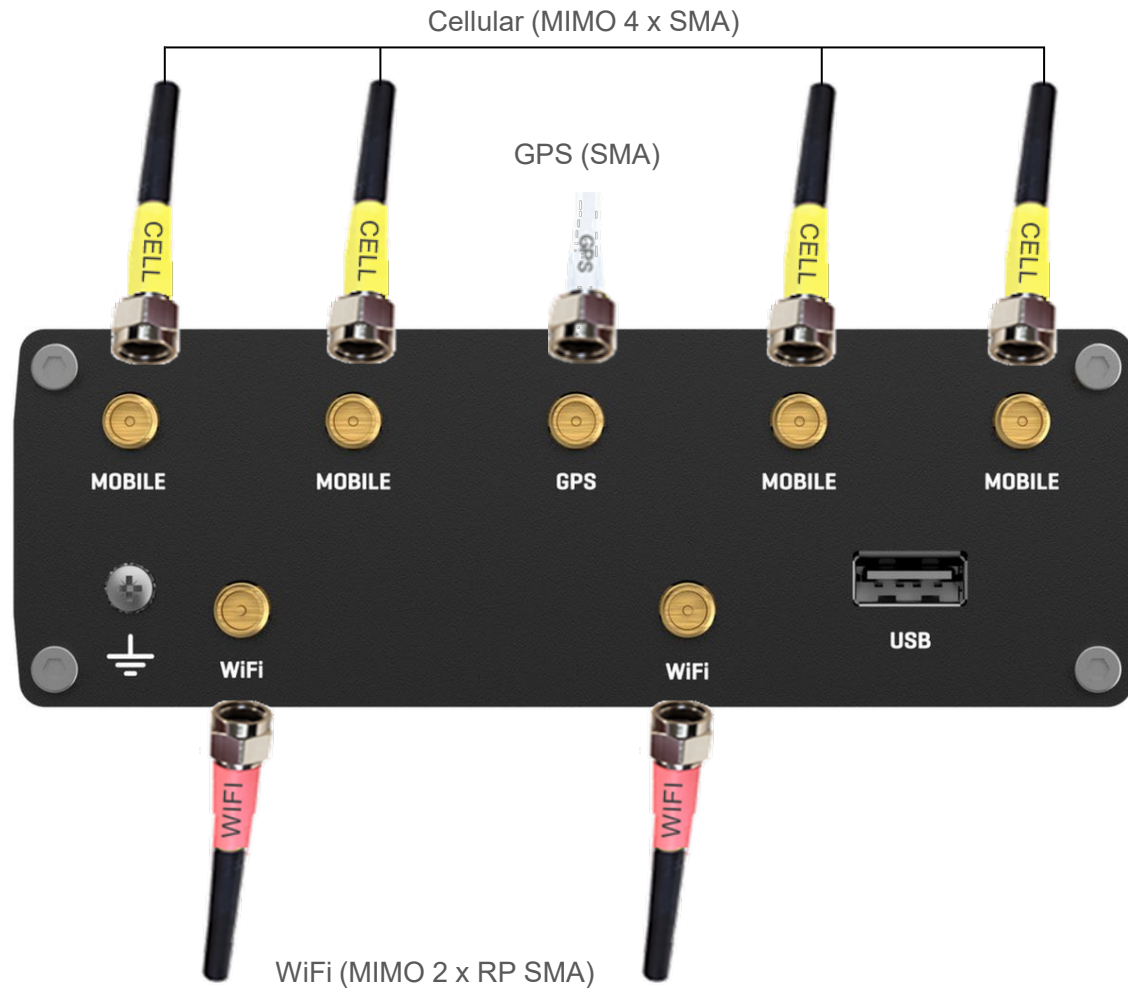 Cellular (MIMO 4 x SMA)
GPS (SMA)
CELL
CELL
GPS
CELL
CELL
MOBILE
MOBILE
GPS
MOBILE
MOBILE
WiFi
WiFi
USB
WIFI
WIFI
WiFi (MIMO 2 x RP SMA)